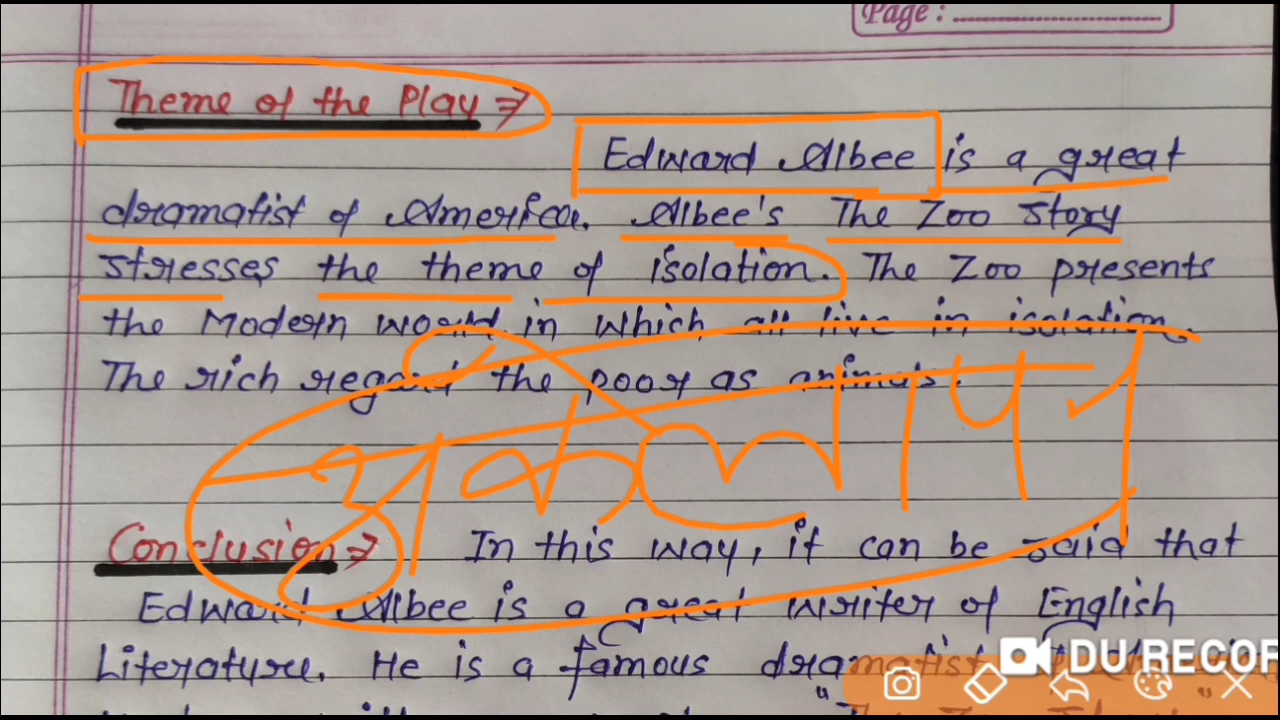 Page :
Theme of the Play ⇒
Edward Albee is a great
dramatist of America. Albee's The Zoo Story
stresses the theme of isolation. The Zoo presents
the Modern world in which all live in isolation.
The rich regard the poor as animals.
अकेलापन
Conclusion ⇒ In this way, it can be said that
Edward Albee is a great writer of English
Literature. He is a famous dramatist
DU RECOR